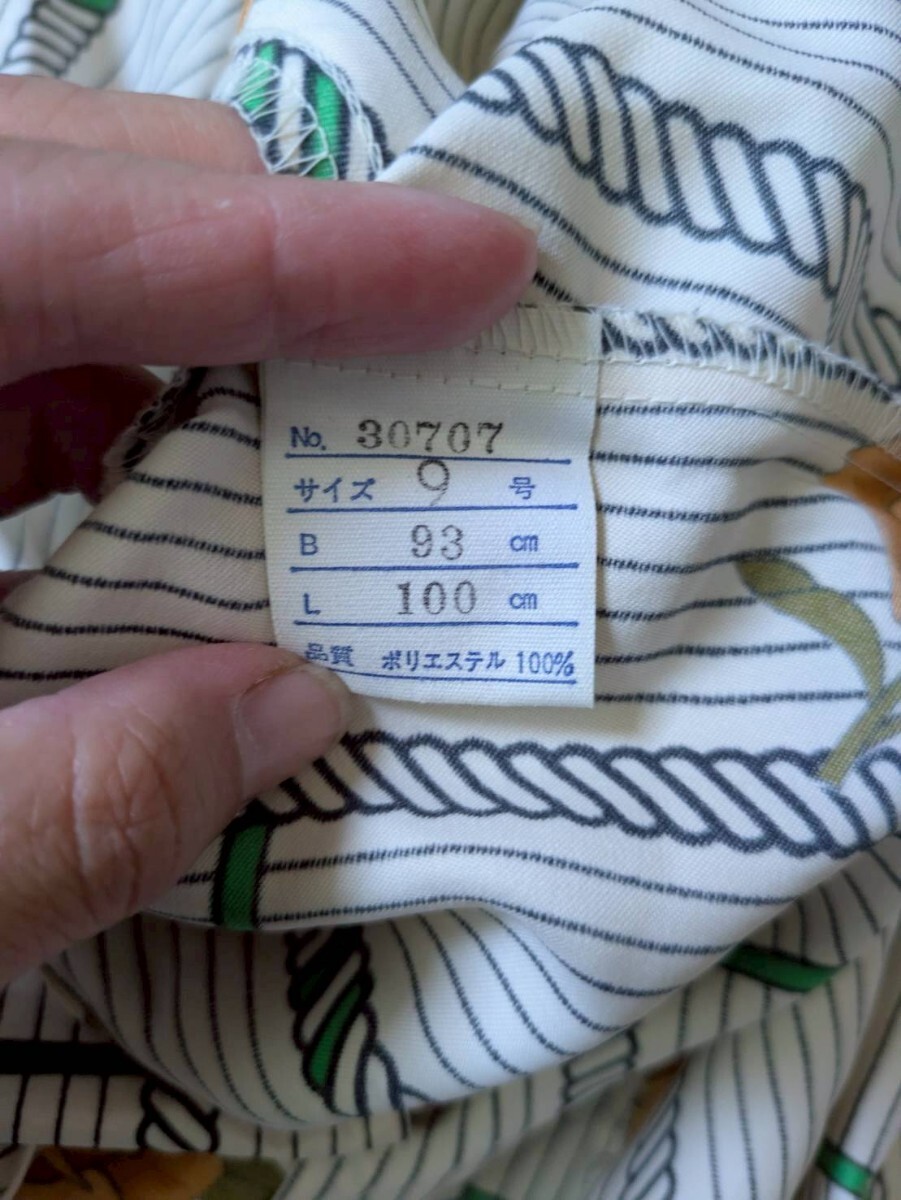 No. 30707
サイズ 9 号
B 93 cm
L 100 cm
品質 ポリエステル 100%